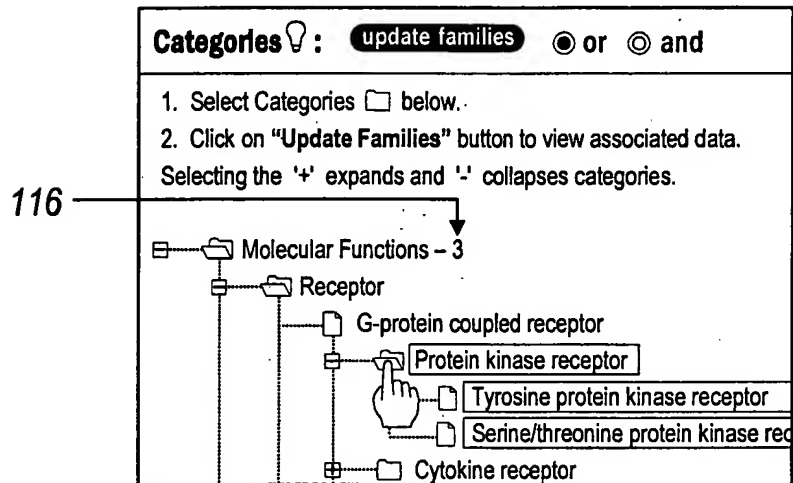 Categories : update families or and
1. Select Categories below.
2. Click on "Update Families" button to view associated data.
Selecting the '+' expands and '-' collapses categories.
116
Molecular Functions – 3
Receptor
G-protein coupled receptor
Protein kinase receptor
Tyrosine protein kinase receptor
Serine/threonine protein kinase rec
Cytokine receptor